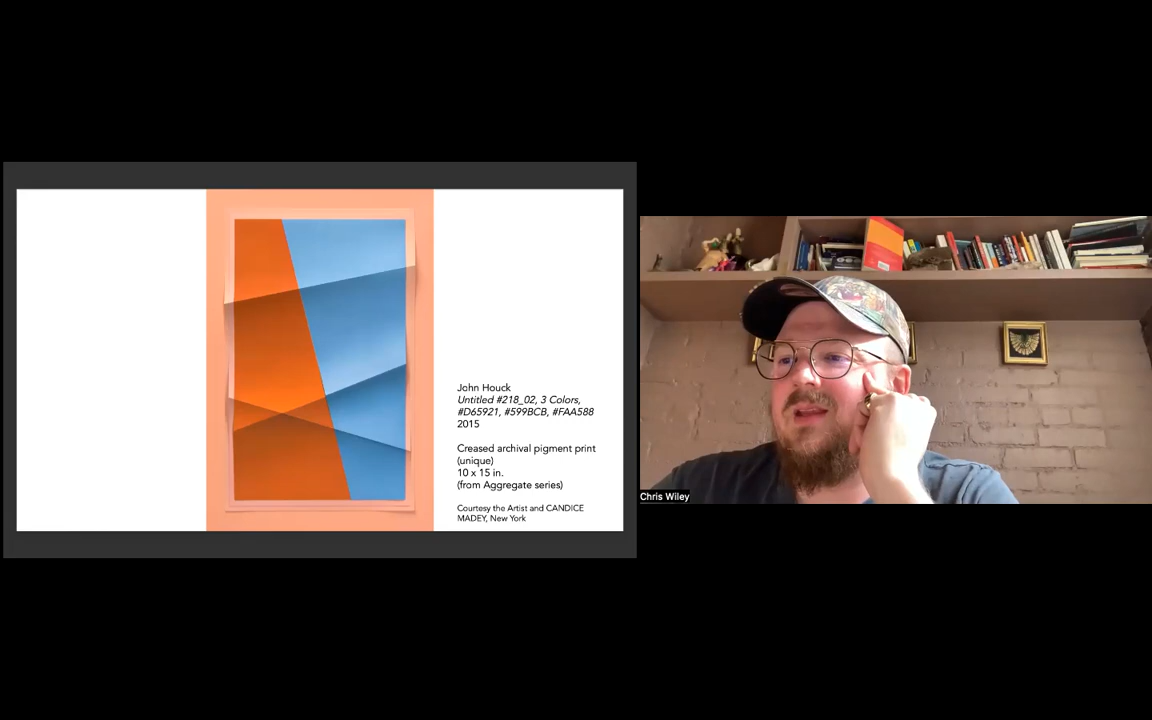 John Houck
Untitled #218_02, 3 Colors,
#D65921, #599BCB, #FAA588
2015
Creased archival pigment print
(unique)
10 x 15 in.
(from Aggregate series)
Courtesy the Artist and CANDICE
MADEY, New York
Chris Wiley